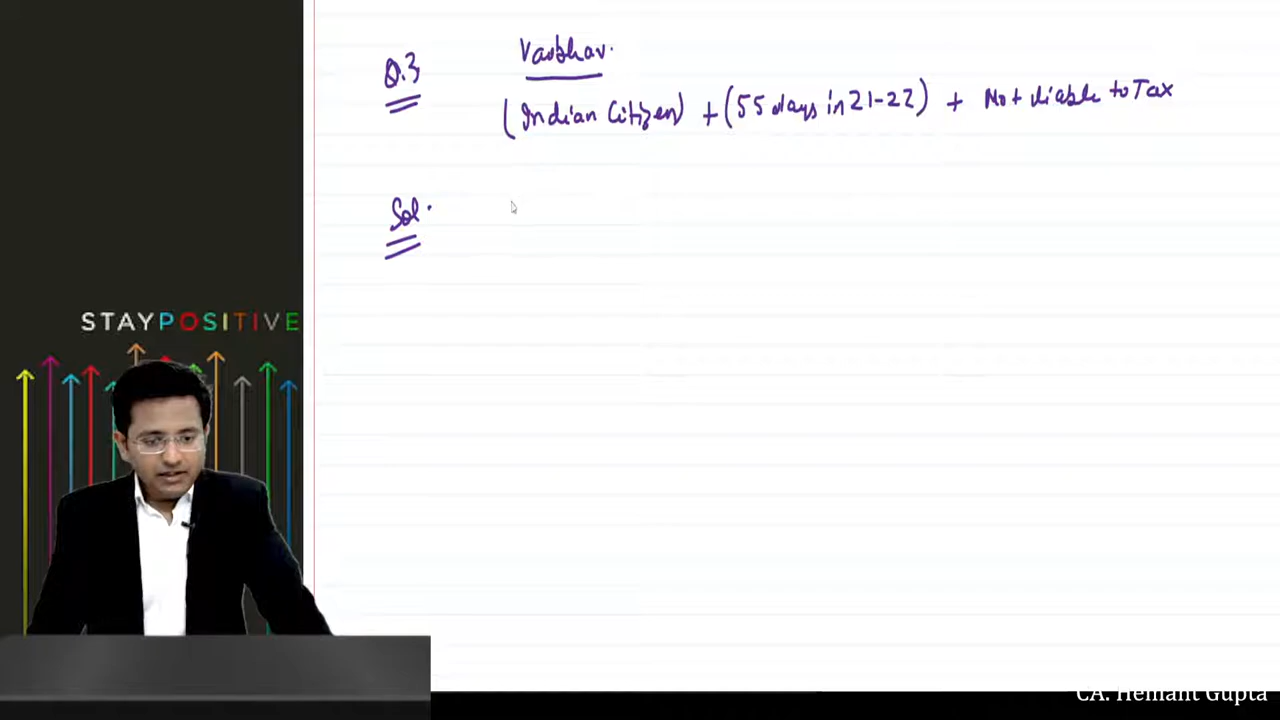 Q.3 Vaibhav.
(Indian Citizen) + (55 days in 21-22) + Not liable to Tax
Sol.
STAYPOSITIVE
CA. Hemant Gupta